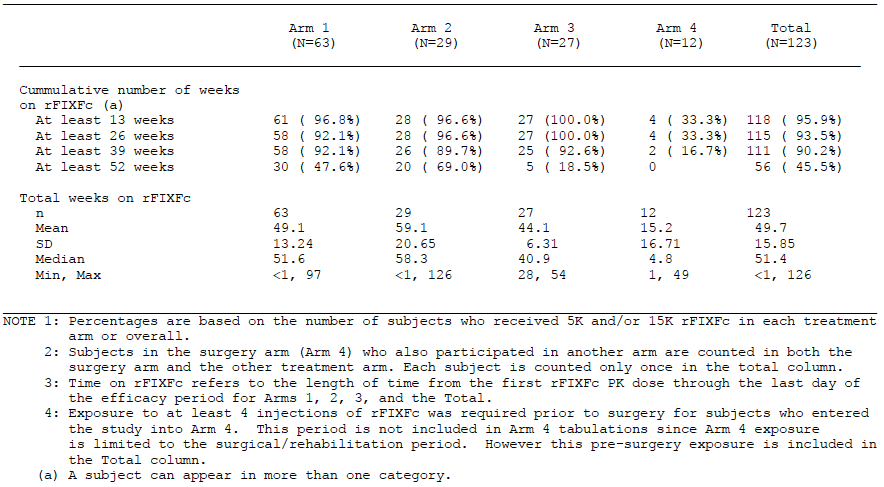 Arm 1 Arm 2 Arm 3 Arm 4 Total
(N=63) (N=29) (N=27) (N=12) (N=123)
Cummulative number of weeks
on rFIXFc (a)
At least 13 weeks 61 ( 96.8%) 28 ( 96.6%) 27 (100.0%) 4 ( 33.3%) 118 ( 95.9%)
At least 26 weeks 58 ( 92.1%) 28 ( 96.6%) 27 (100.0%) 4 ( 33.3%) 115 ( 93.5%)
At least 39 weeks 58 ( 92.1%) 26 ( 89.7%) 25 ( 92.6%) 2 ( 16.7%) 111 ( 90.2%)
At least 52 weeks 30 ( 47.6%) 20 ( 69.0%) 5 ( 18.5%) 0 56 ( 45.5%)
Total weeks on rFIXFc
n 63 29 27 12 123
Mean 49.1 59.1 44.1 15.2 49.7
SD 13.24 20.65 6.31 16.71 15.85
Median 51.6 58.3 40.9 4.8 51.4
Min, Max <1, 97 <1, 126 28, 54 1, 49 <1, 126
NOTE 1: Percentages are based on the number of subjects who received 5K and/or 15K rFIXFc in each treatment
arm or overall.
2: Subjects in the surgery arm (Arm 4) who also participated in another arm are counted in both the
surgery arm and the other treatment arm. Each subject is counted only once in the total column.
3: Time on rFIXFc refers to the length of time from the first rFIXFc PK dose through the last day of
the efficacy period for Arms 1, 2, 3, and the Total.
4: Exposure to at least 4 injections of rFIXFc was required prior to surgery for subjects who entered
the study into Arm 4. This period is not included in Arm 4 tabulations since Arm 4 exposure
is limited to the surgical/rehabilitation period. However this pre-surgery exposure is included in
the Total column.
(a) A subject can appear in more than one category.